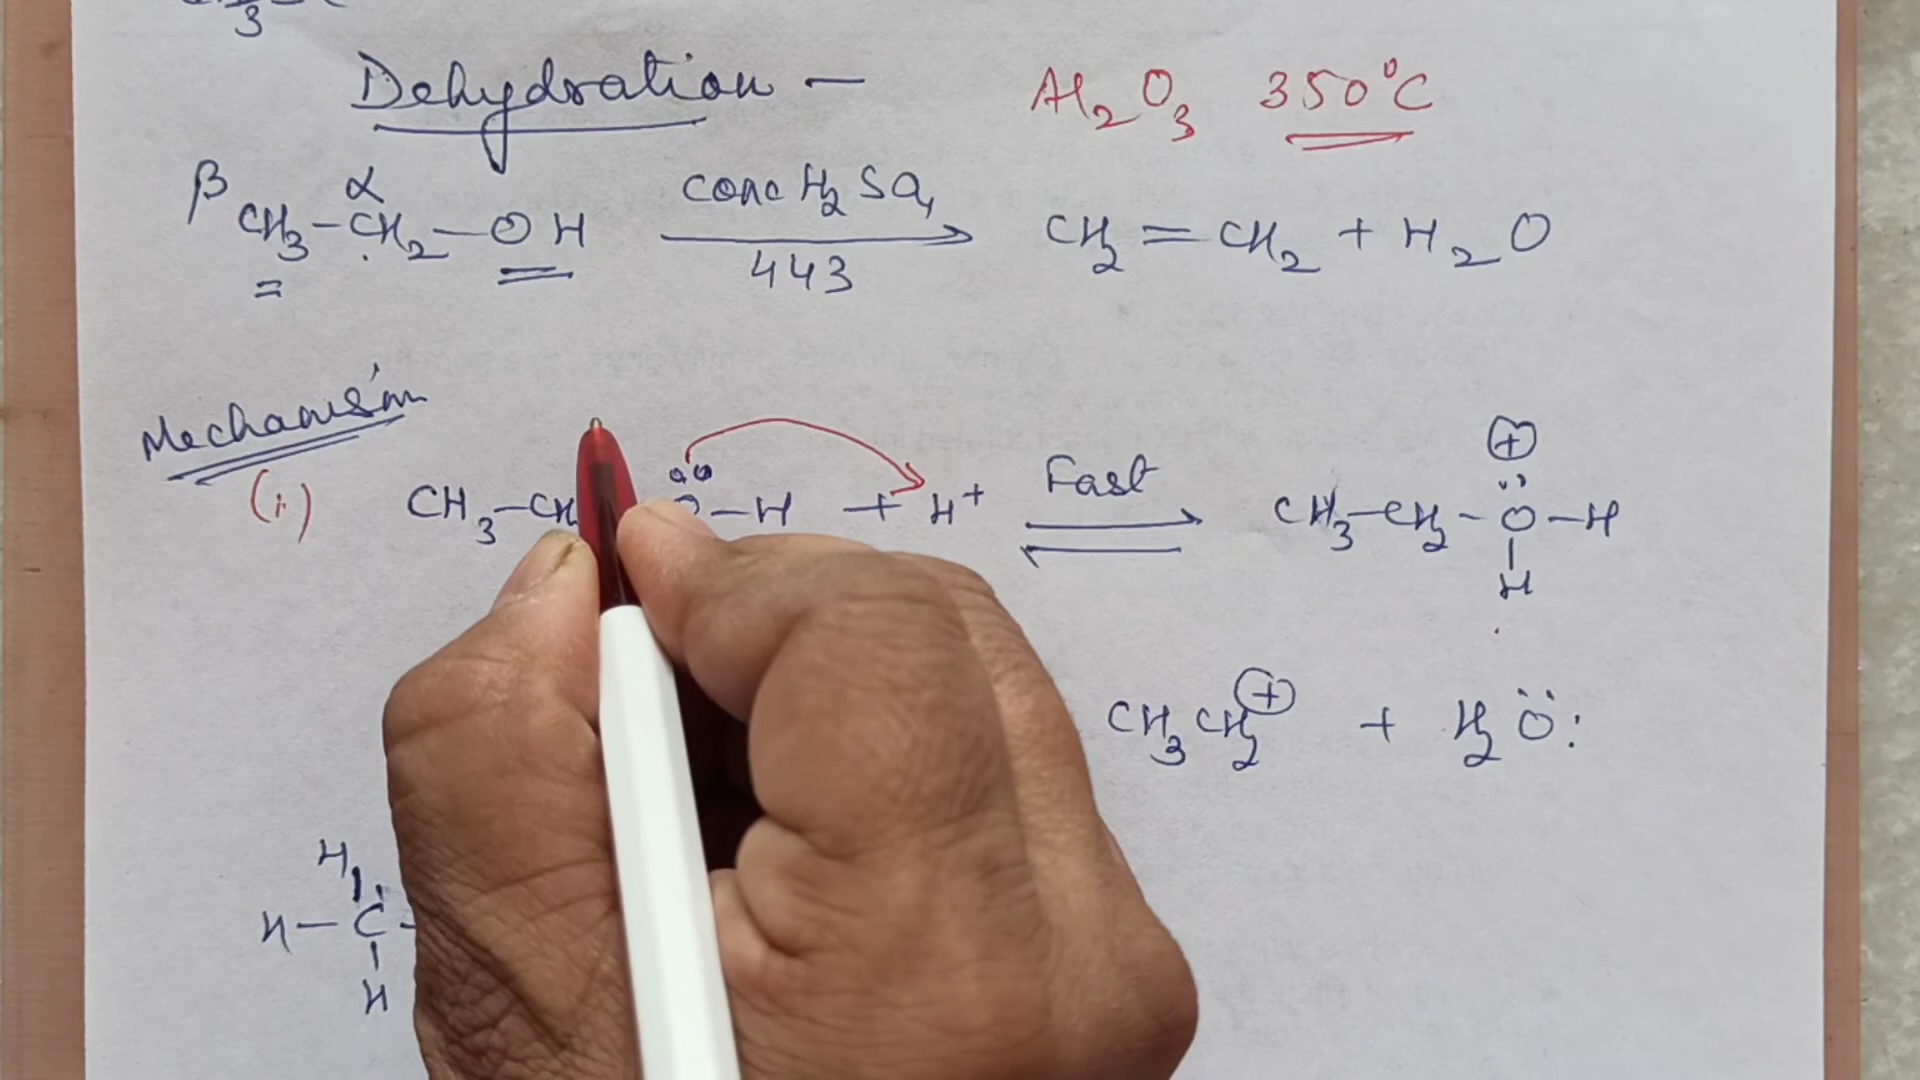 Dehydration — Al₂O₃ 350°C
β α
CH₃-CH₂-OH conc H₂SO₄ → 443 CH₂=CH₂ + H₂O
Mechanism
(i) CH₃-CH O-H + H⁺ ⇌ Fast CH₃-CH₂-O-H
⊕
H
CH₃CH₂⊕ + H₂O:
H
H-C-
H